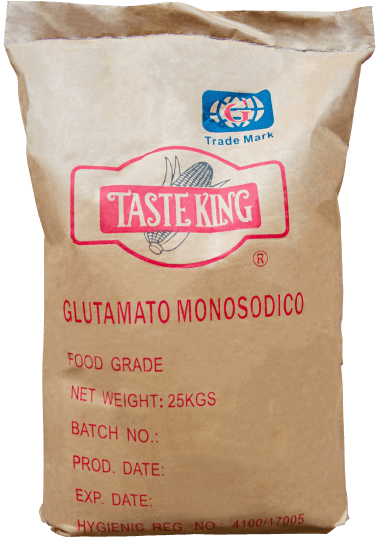 G
Trade Mark
TASTE KING
®
GLUTAMATO MONOSODICO
FOOD GRADE
NET WEIGHT: 25KGS
BATCH NO.:
PROD. DATE:
EXP. DATE:
HYGIENIC REG. NO.: 4100/17005